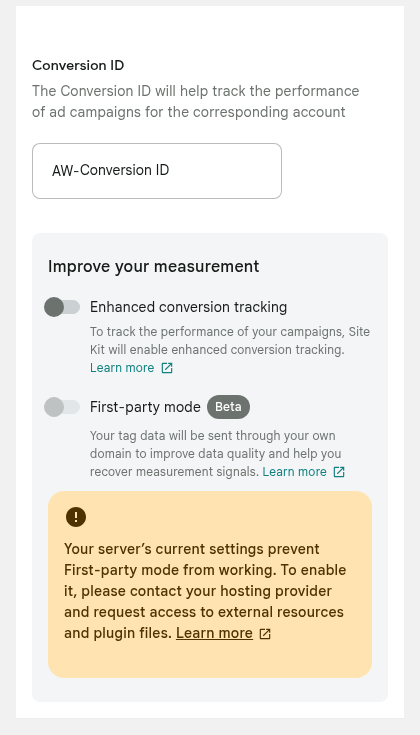 Conversion ID
The Conversion ID will help track the performance
of ad campaigns for the corresponding account
AW-Conversion ID
Improve your measurement
Enhanced conversion tracking
To track the performance of your campaigns, Site
Kit will enable enhanced conversion tracking.
Learn more
First-party mode Beta
Your tag data will be sent through your own
domain to improve data quality and help you
recover measurement signals. Learn more
Your server’s current settings prevent
First-party mode from working. To enable
it, please contact your hosting provider
and request access to external resources
and plugin files. Learn more